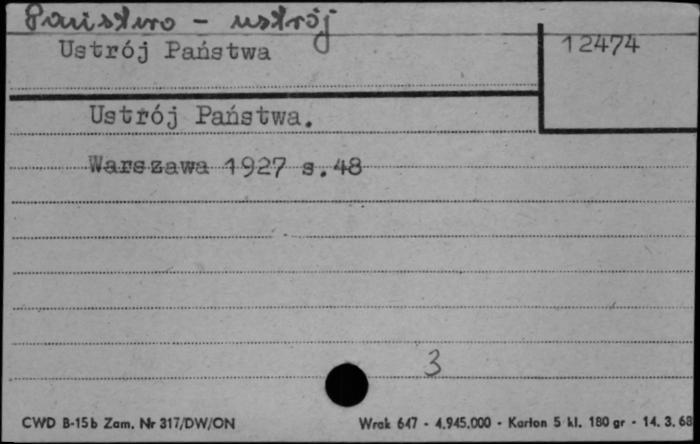 Państwo - ustrój
Ustrój Państwa
12474
Ustrój Państwa.
Warszawa 1927 s.48
3
CWD B-15b Zam. Nr 317/DW/ON
Wrak 647 - 4.945.000 - Karton 5 kl. 180 gr - 14. 3. 68